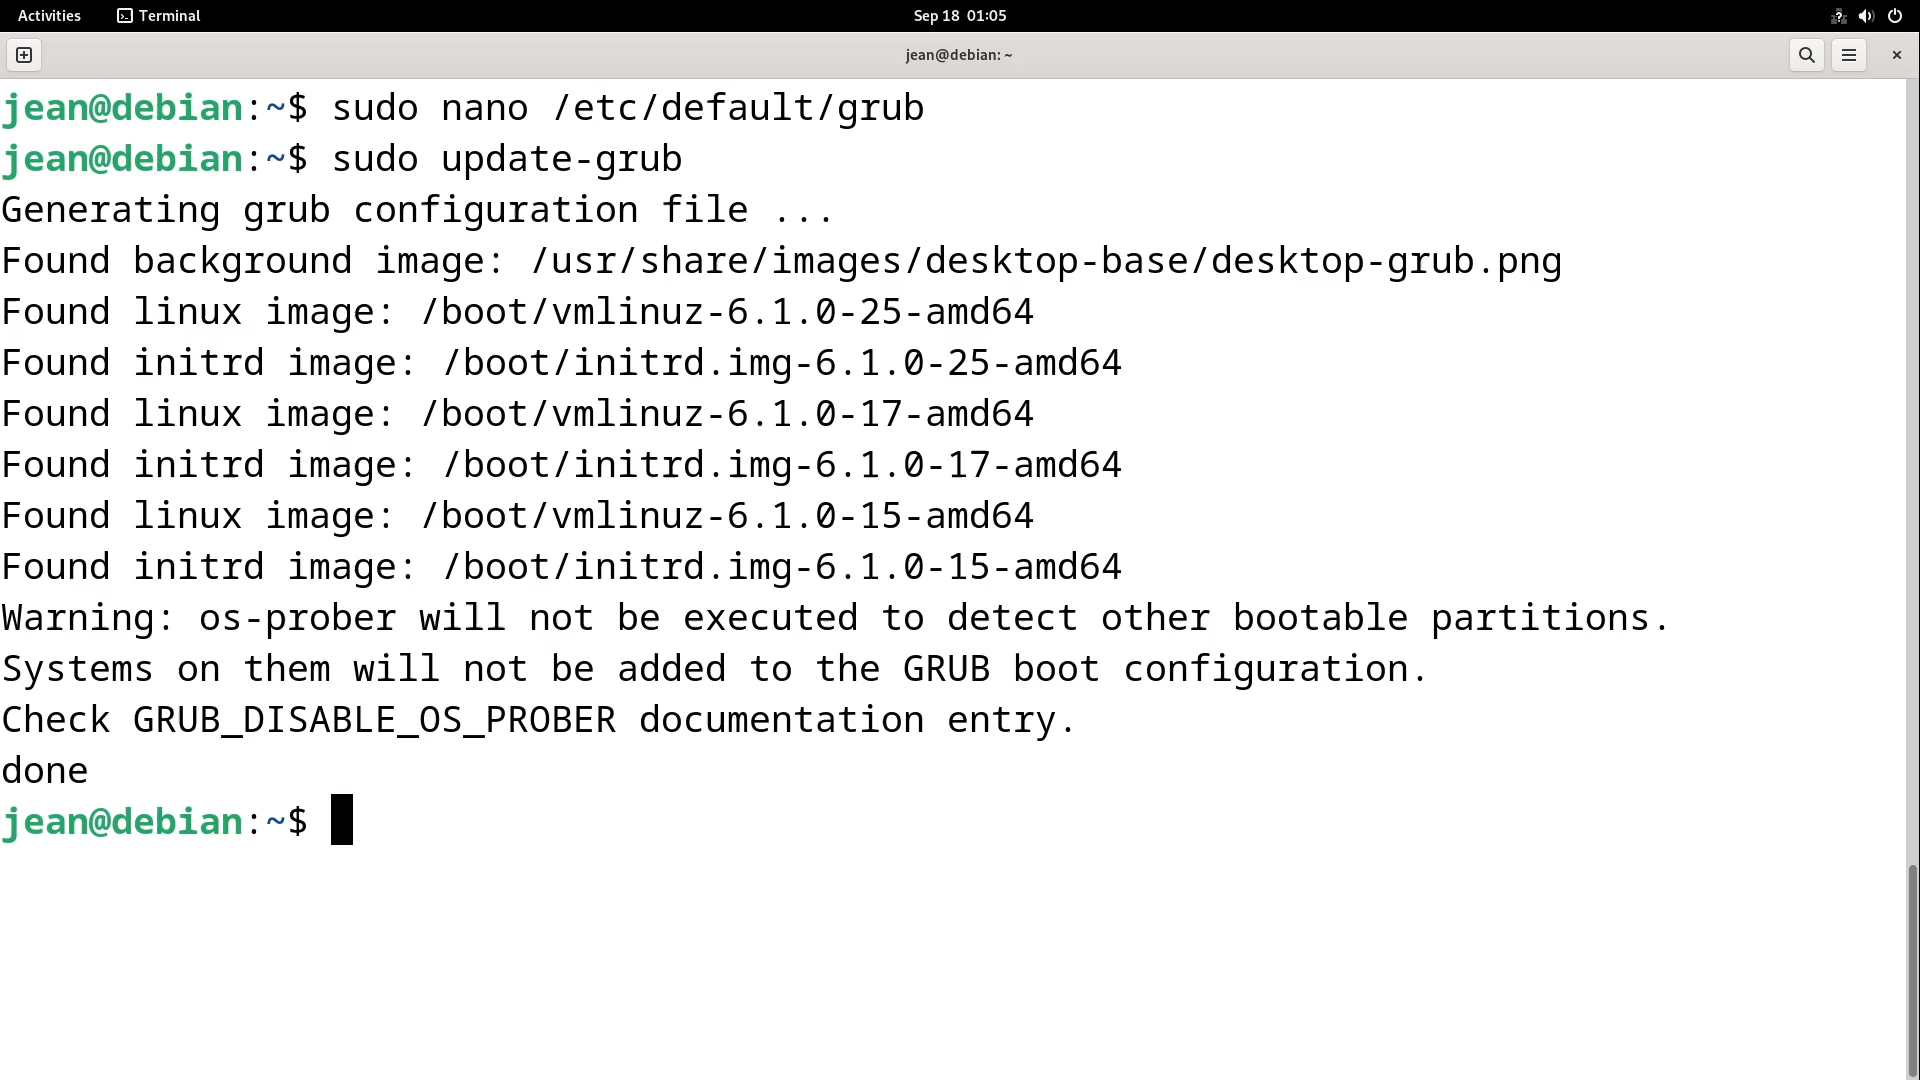 Activities
Terminal
Sep 18 01:05
jean@debian: ~
jean@debian:~$ sudo nano /etc/default/grub
jean@debian:~$ sudo update-grub
Generating grub configuration file ...
Found background image: /usr/share/images/desktop-base/desktop-grub.png
Found linux image: /boot/vmlinuz-6.1.0-25-amd64
Found initrd image: /boot/initrd.img-6.1.0-25-amd64
Found linux image: /boot/vmlinuz-6.1.0-17-amd64
Found initrd image: /boot/initrd.img-6.1.0-17-amd64
Found linux image: /boot/vmlinuz-6.1.0-15-amd64
Found initrd image: /boot/initrd.img-6.1.0-15-amd64
Warning: os-prober will not be executed to detect other bootable partitions.
Systems on them will not be added to the GRUB boot configuration.
Check GRUB_DISABLE_OS_PROBER documentation entry.
done
jean@debian:~$